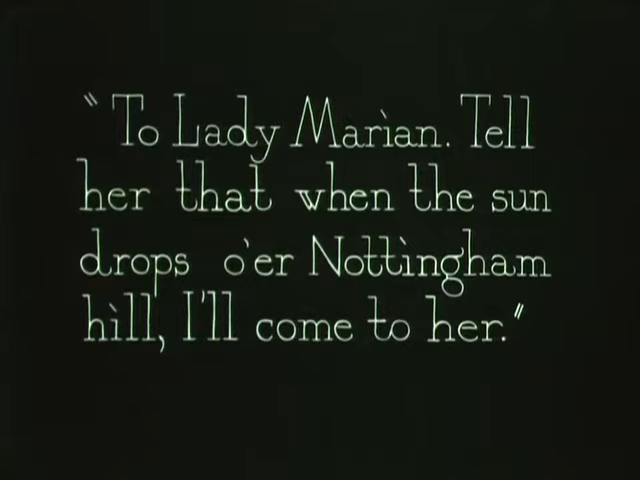 "To Lady Marian. Tell
her that when the sun
drops o'er Nottingham
hill, I'll come to her."